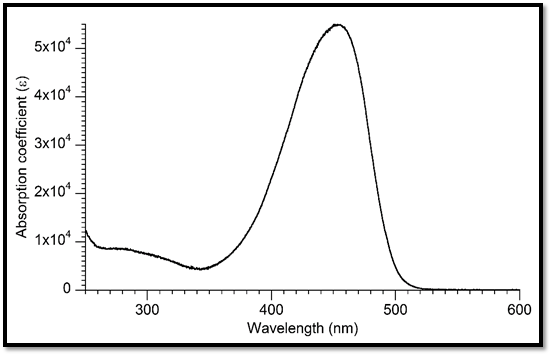 Absorption coefficient (ε)
5x10⁴
4x10⁴
3x10⁴
2x10⁴
1x10⁴
0
300 400 500 600
Wavelength (nm)